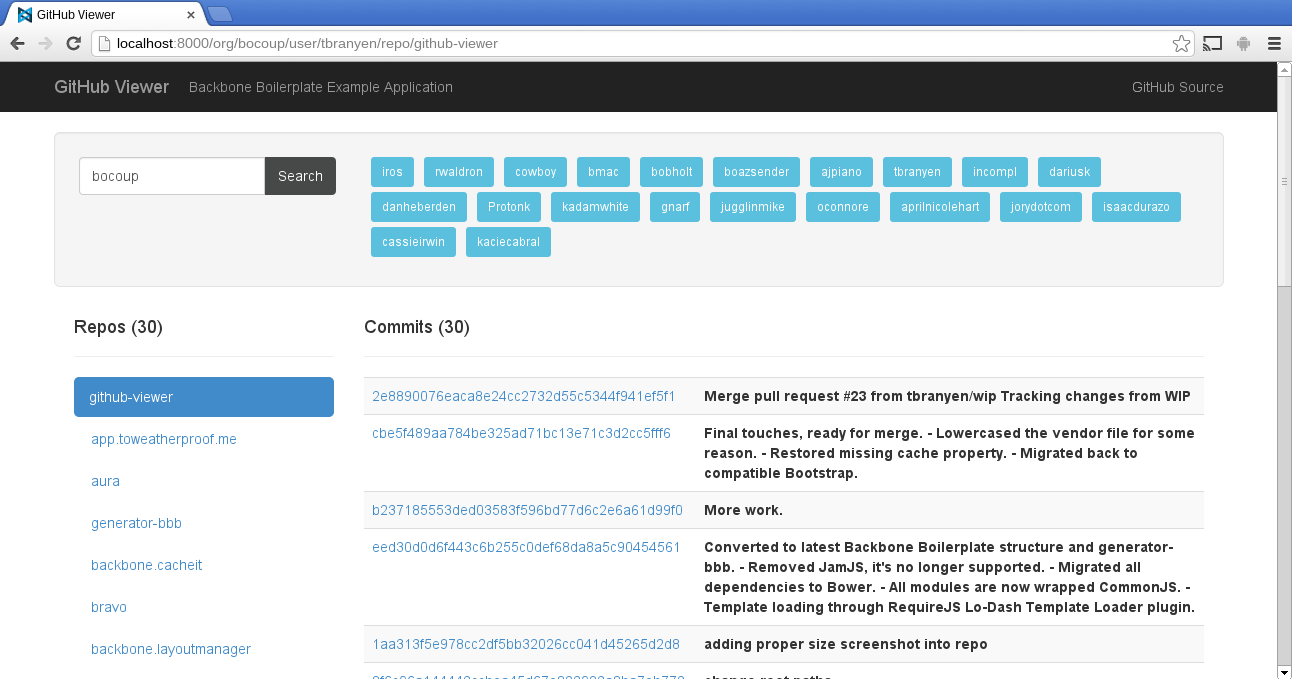 GitHub Viewer
localhost:8000/org/bocoup/user/tbranyen/repo/github-viewer
GitHub Viewer Backbone Boilerplate Example Application GitHub Source
bocoup Search
iros rwaldron cowboy bmac bobholt boazsender ajpiano tbranyen incompl dariusk
danheberden Protonk kadamwhite gnarf jugglinmike oconnore aprilnicolehart jorydotcom isaacdurazo
cassieirwin kaciecabral
Repos (30)
github-viewer
app.toweatherproof.me
aura
generator-bbb
backbone.cacheit
bravo
backbone.layoutmanager
Commits (30)
2e8890076eaca8e24cc2732d55c5344f941ef5f1 Merge pull request #23 from tbranyen/wip Tracking changes from WIP
cbe5f489aa784be325ad71bc13e71c3d2cc5fff6 Final touches, ready for merge. - Lowercased the vendor file for some
reason. - Restored missing cache property. - Migrated back to
compatible Bootstrap.
b237185553ded03583f596bd77d6c2e6a61d99f0 More work.
eed30d0d6f443c6b255c0def68da8a5c90454561 Converted to latest Backbone Boilerplate structure and generator-
bbb. - Removed JamJS, it's no longer supported. - Migrated all
dependencies to Bower. - All modules are now wrapped CommonJS. -
Template loading through RequireJS Lo-Dash Template Loader plugin.
1aa313f5e978cc2df5bb32026cc041d45265d2d8 adding proper size screenshot into repo